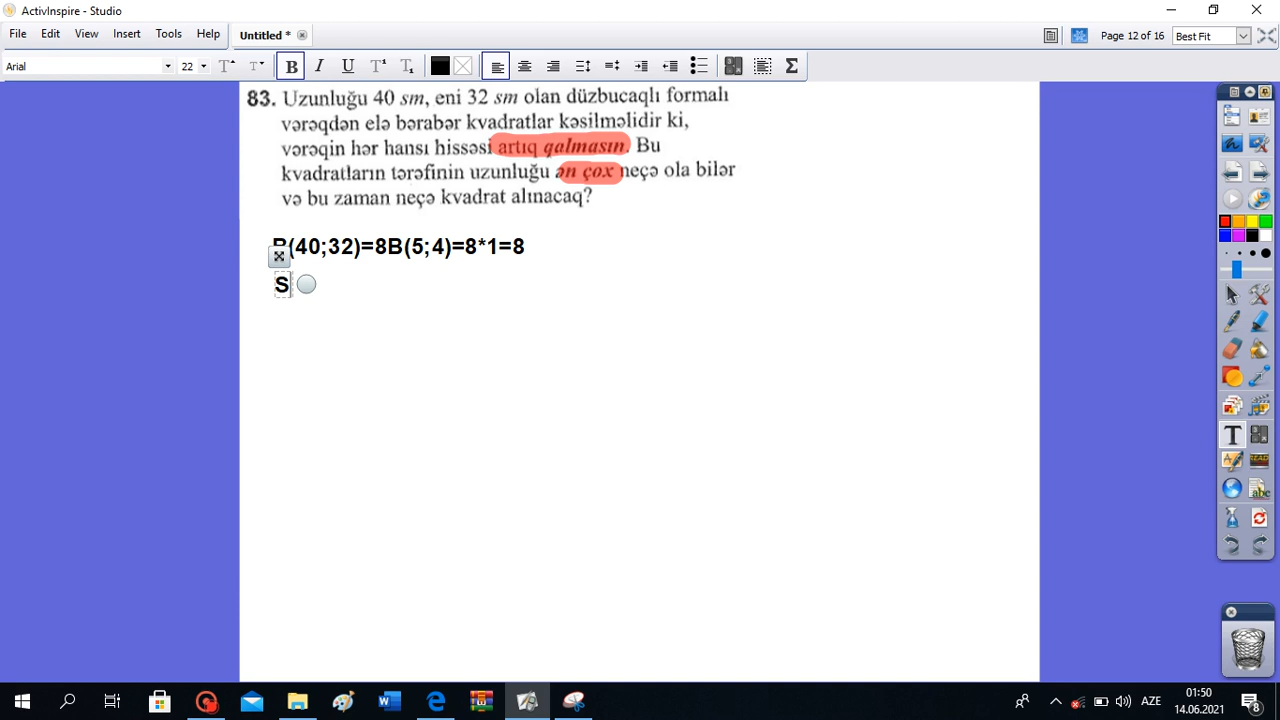 ActivInspire - Studio
File Edit View Insert Tools Help
Untitled *
Page 12 of 16
Best Fit
Arial
22
83. Uzunluğu 40 sm, eni 32 sm olan düzbucaqlı formalı
vərəqdən elə bərabər kvadratlar kəsilməlidir ki,
vərəqin hər hansı hissəsi artıq qalmasın. Bu
kvadratların tərəfinin uzunluğu ən çox neçə ola bilər
və bu zaman neçə kvadrat alınacaq?
B(40;32)=8B(5;4)=8*1=8
S
AZE
01:50
14.06.2021
8